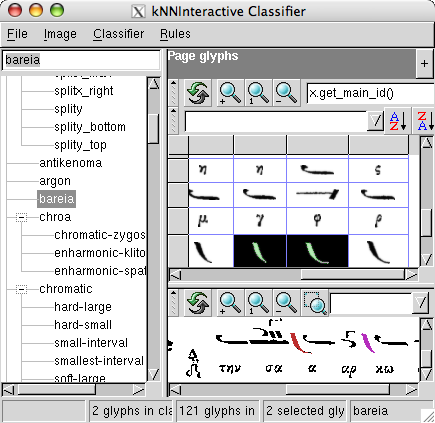 kNNInteractive Classifier
File Image Classifier Rules
bareia
Page glyphs
+
x.get_main_id()
splitx_right
splity
splity_bottom
splity_top
antikenoma
argon
bareia
chroa
chromatic-zygos
enharmonic-klito
enharmonic-spat
chromatic
hard-large
hard-small
small-interval
smallest-interval
soft-large
η η ς
μ γ φ ρ
την σα α αρ κω
2 glyphs in cla
121 glyphs in
2 selected gly
bareia